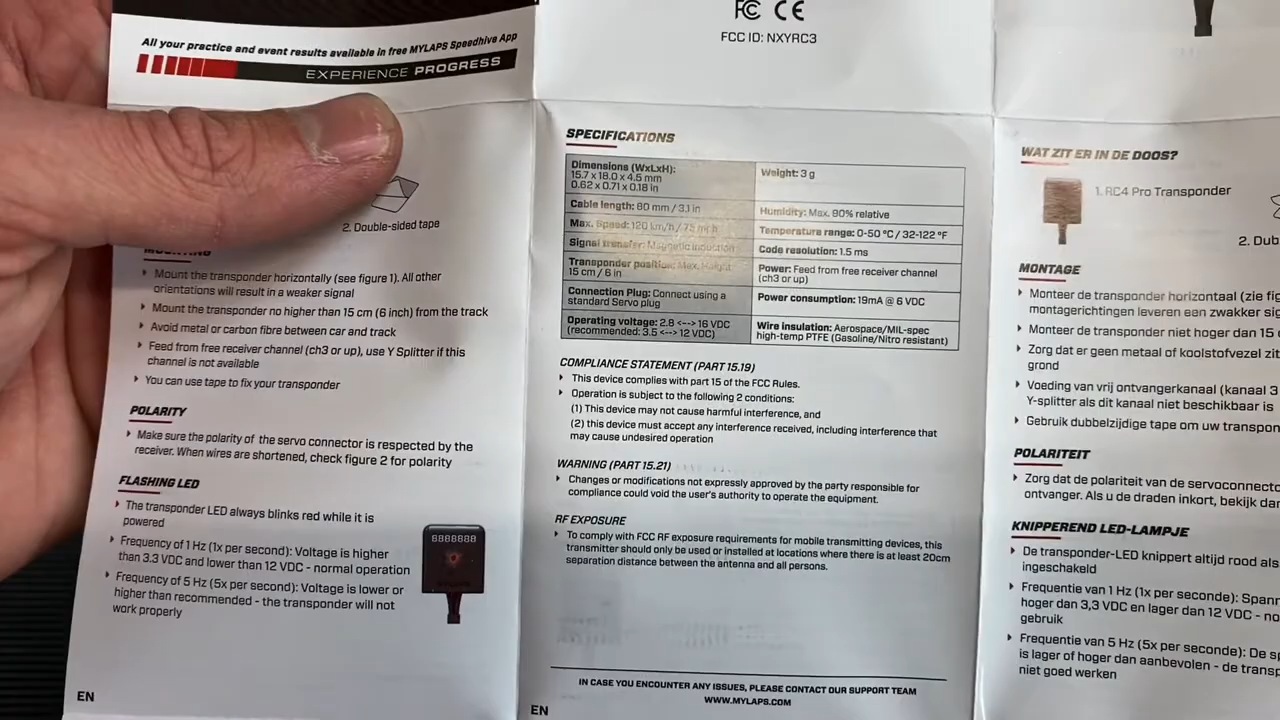 All your practice and event results available in free MYLAPS Speedhive App
EXPERIENCE PROGRESS
2. Double-sided tape
Mount the transponder horizontally (see figure 1). All other
orientations will result in a weaker signal
Mount the transponder no higher than 15 cm (6 inch) from the track
Avoid metal or carbon fibre between car and track
Feed from free receiver channel (ch3 or up), use Y Splitter if this
channel is not available
You can use tape to fix your transponder
POLARITY
Make sure the polarity of the servo connector is respected by the
receiver. When wires are shortened, check figure 2 for polarity
FLASHING LED
The transponder LED always blinks red while it is
powered
Frequency of 1 Hz (1x per second): Voltage is higher
than 3.3 VDC and lower than 12 VDC - normal operation
Frequency of 5 Hz (5x per second): Voltage is lower or
higher than recommended - the transponder will not
work properly
6888888
EN
FC CE
FCC ID: NXYRC3
SPECIFICATIONS
Dimensions (WxLxH):
15.7 x 18.0 x 4.5 mm
0.62 x 0.71 x 0.18 in
Weight: 3 g
Cable length: 80 mm / 3.1 in
Humidity: Max. 90% relative
Max. Speed: 120 km/h / 75 mph
Temperature range: 0-50 °C / 32-122 °F
Signal transfer: Magnetic induction
Code resolution: 1.5 ms
Transponder position: Max. Height
15 cm / 6 in
Power: Feed from free receiver channel
(ch3 or up)
Connection Plug: Connect using a
standard Servo plug
Power consumption: 19mA @ 6 VDC
Operating voltage: 2.8 <--> 16 VDC
(recommended: 3.5 <--> 12 VDC)
Wire insulation: Aerospace/MIL-spec
high-temp PTFE (Gasoline/Nitro resistant)
COMPLIANCE STATEMENT (PART 15.19)
This device complies with part 15 of the FCC Rules.
Operation is subject to the following 2 conditions:
(1) This device may not cause harmful interference, and
(2) this device must accept any interference received, including interference that
may cause undesired operation
WARNING (PART 15.21)
Changes or modifications not expressly approved by the party responsible for
compliance could void the user's authority to operate the equipment.
RF EXPOSURE
To comply with FCC RF exposure requirements for mobile transmitting devices, this
transmitter should only be used or installed at locations where there is at least 20cm
separation distance between the antenna and all persons.
IN CASE YOU ENCOUNTER ANY ISSUES, PLEASE CONTACT OUR SUPPORT TEAM
WWW.MYLAPS.COM
EN
WAT ZIT ER IN DE DOOS?
1. RC4 Pro Transponder
2. Dub
MONTAGE
Monteer de transponder horizontaal (zie fig
montagerichtingen leveren een zwakker sig
Monteer de transponder niet hoger dan 15
Zorg dat er geen metaal of koolstofvezel zit
grond
Voeding van vrij ontvangerkanaal (kanaal 3
Y-splitter als dit kanaal niet beschikbaar is
Gebruik dubbelzijdige tape om uw transpon
POLARITEIT
Zorg dat de polariteit van de servoconnecto
ontvanger. Als u de draden inkort, bekijk dan
KNIPPEREND LED-LAMPJE
De transponder-LED knippert altijd rood als
ingeschakeld
Frequentie van 1 Hz (1x per second): Spann
hoger dan 3,3 VDC en lager dan 12 VDC - no
gebruik
Frequentie van 5 Hz (5x per second): De sp
is lager of hoger dan aanbevolen - de transp
niet goed werken